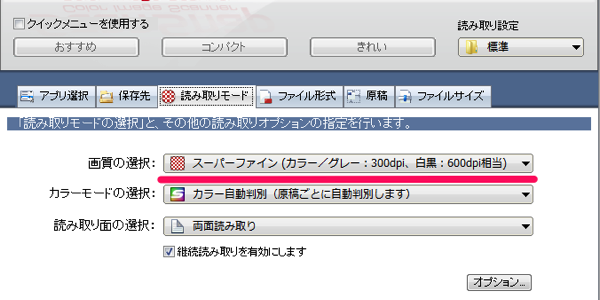 クイックメニューを使用する
読み取り設定
おすすめ
コンパクト
きれい
標準
アプリ選択
保存先
読み取りモード
ファイル形式
原稿
ファイルサイズ
「読み取りモードの選択」と、その他の読み取りオプションの指定を行います。
画質の選択:
スーパーファイン (カラー／グレー：300dpi、白黒：600dpi相当)
カラーモードの選択:
カラー自動判別（原稿ごとに自動判別します）
読み取り面の選択:
両面読み取り
継続読み取りを有効にします
オプション...